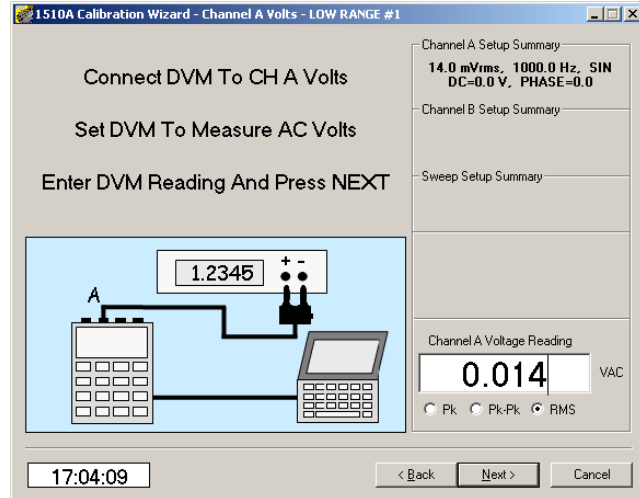 1510A Calibration Wizard - Channel A Volts - LOW RANGE #1
Connect DVM To CH A Volts
Set DVM To Measure AC Volts
Enter DVM Reading And Press NEXT
Channel A Setup Summary
14.0 mVrms, 1000.0 Hz, SIN
DC=0.0 V, PHASE=0.0
Channel B Setup Summary
Sweep Setup Summary
1.2345
+ -
A
Channel A Voltage Reading
0.014 VAC
Pk Pk-Pk RMS
17:04:09
< Back Next > Cancel